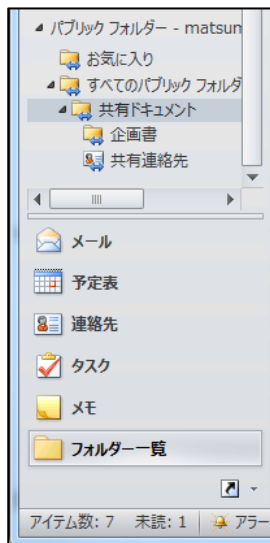 パブリック フォルダー - matsun
お気に入り
すべてのパブリック フォルダ
共有ドキュメント
企画書
共有連絡先
メール
予定表
連絡先
タスク
メモ
フォルダー一覧
アイテム数: 7 未読: 1 アラー